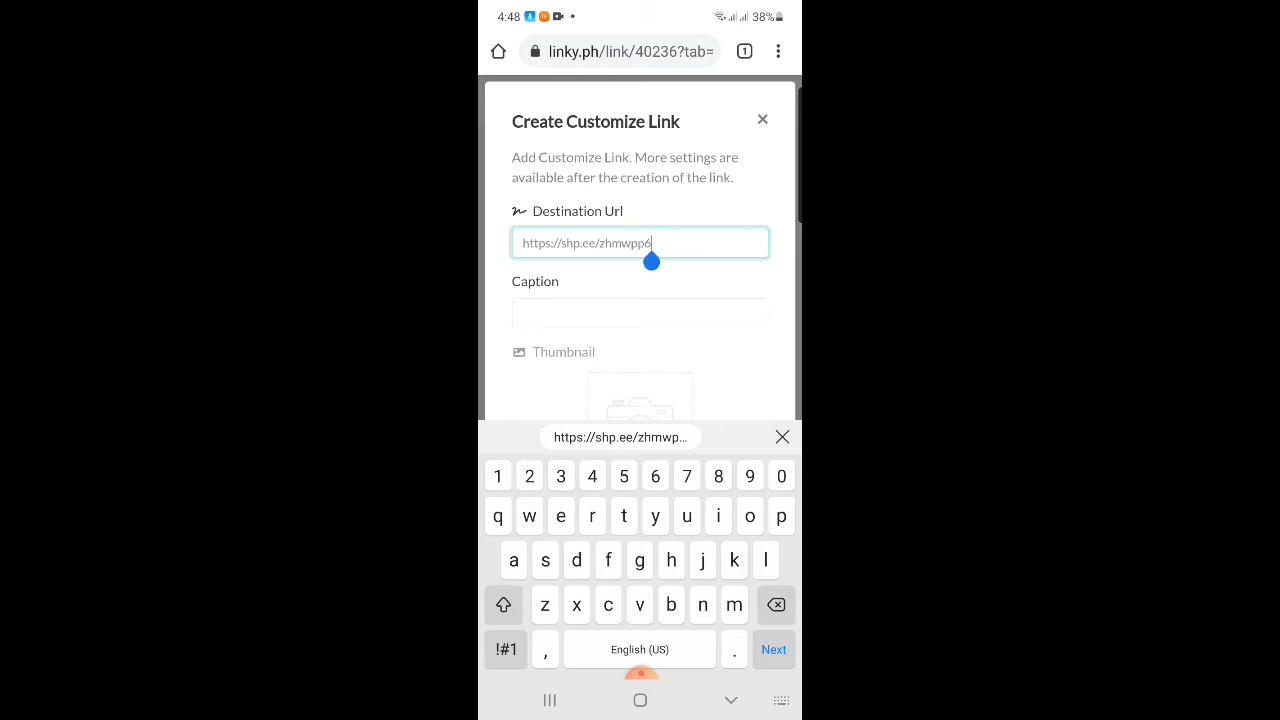 4:48 38%
linky.ph/link/40236?tab= 1
Create Customize Link ×
Add Customize Link. More settings are
available after the creation of the link.
Destination Url
https://shp.ee/zhmwpp6
Caption
Thumbnail
https://shp.ee/zhmwp...
1 2 3 4 5 6 7 8 9 0
q w e r t y u i o p
a s d f g h j k l
z x c v b n m
!#1 , English (US) . Next